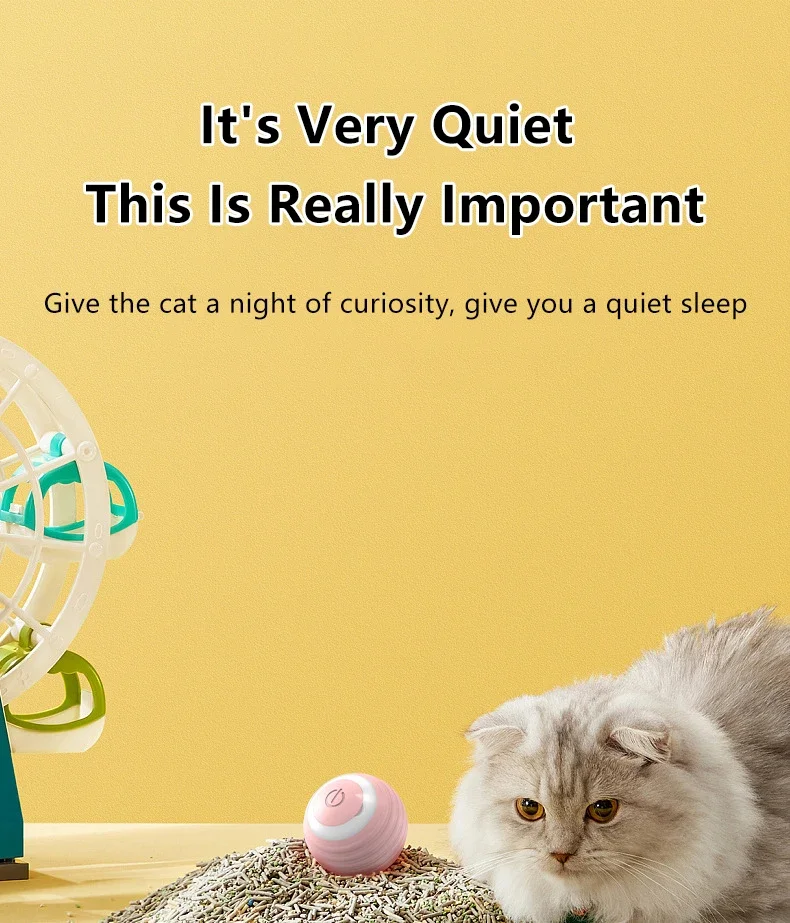 It's Very Quiet
This Is Really Important
Give the cat a night of curiosity, give you a quiet sleep